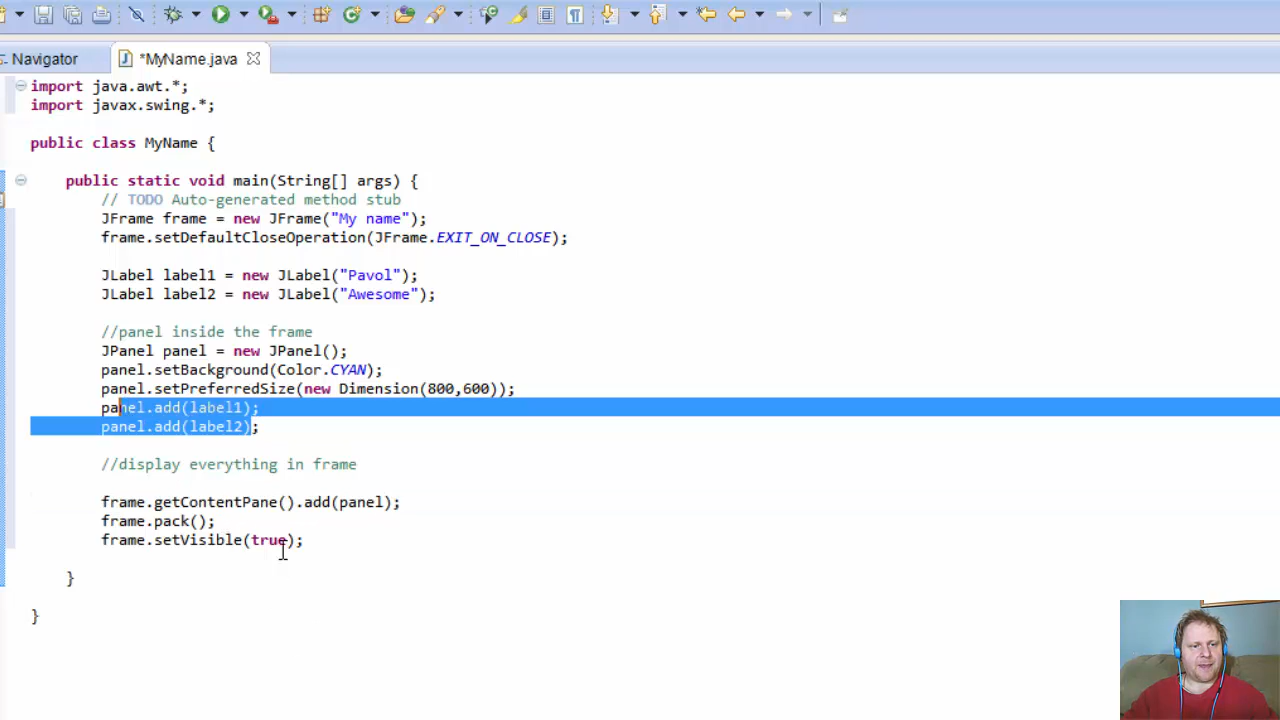 Navigator
*MyName.java
import java.awt.*;
import javax.swing.*;
public class MyName {
public static void main(String[] args) {
// TODO Auto-generated method stub
JFrame frame = new JFrame("My name");
frame.setDefaultCloseOperation(JFrame.EXIT_ON_CLOSE);
JLabel label1 = new JLabel("Pavol");
JLabel label2 = new JLabel("Awesome");
//panel inside the frame
JPanel panel = new JPanel();
panel.setBackground(Color.CYAN);
panel.setPreferredSize(new Dimension(800,600));
panel.add(label1);
panel.add(label2);
//display everything in frame
frame.getContentPane().add(panel);
frame.pack();
frame.setVisible(true);
}
}